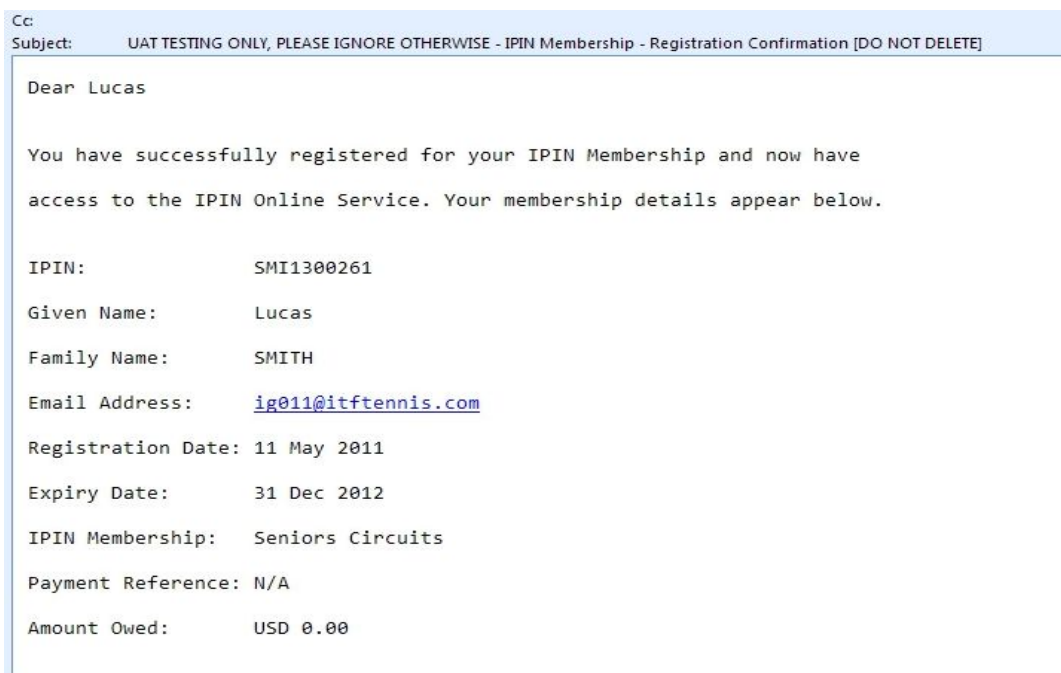 Cc:
Subject: UAT TESTING ONLY, PLEASE IGNORE OTHERWISE - IPIN Membership - Registration Confirmation [DO NOT DELETE]
Dear Lucas
You have successfully registered for your IPIN Membership and now have
access to the IPIN Online Service. Your membership details appear below.
IPIN: SMI1300261
Given Name: Lucas
Family Name: SMITH
Email Address: ig011@itftennis.com
Registration Date: 11 May 2011
Expiry Date: 31 Dec 2012
IPIN Membership: Seniors Circuits
Payment Reference: N/A
Amount Owed: USD 0.00